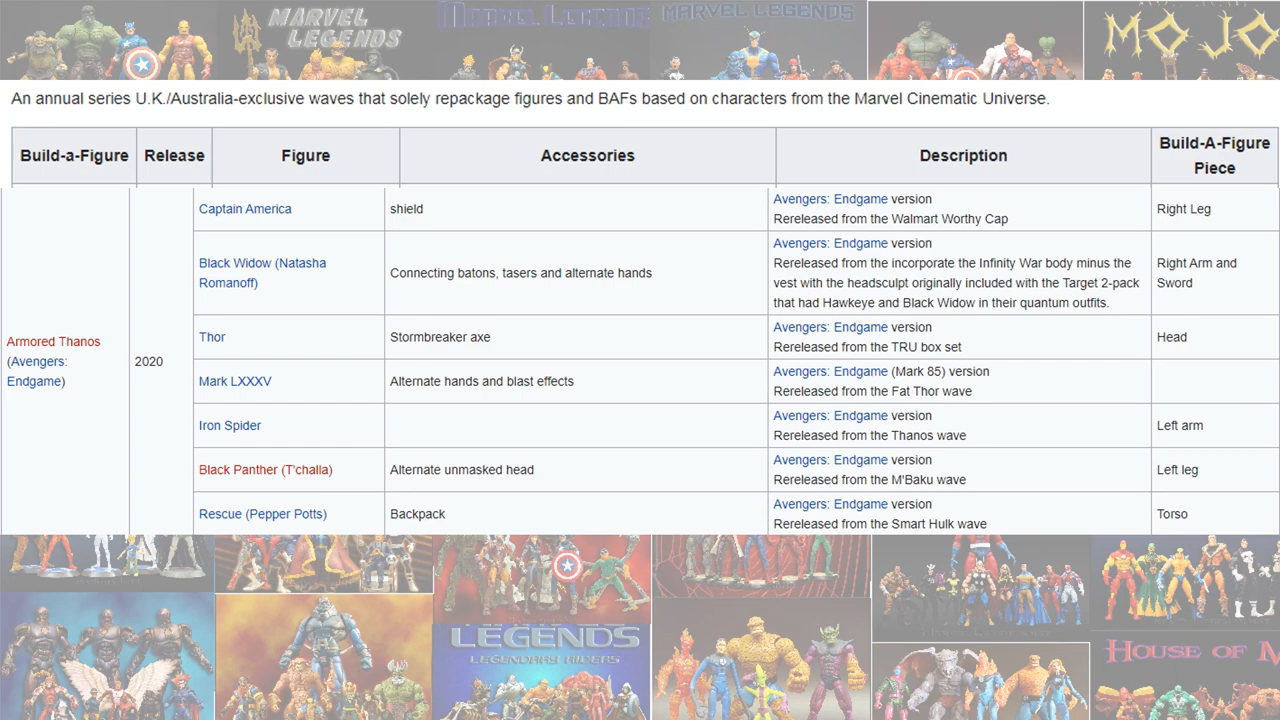 MARVEL LEGENDS
MARVEL LEGENDS
MARVEL LEGENDS
MOJO
An annual series U.K./Australia-exclusive waves that solely repackage figures and BAFs based on characters from the Marvel Cinematic Universe.
Build-a-Figure Release Figure Accessories Description Build-A-Figure Piece
Armored Thanos
(Avengers:
Endgame)
2020
Captain America shield Avengers: Endgame version
Rereleased from the Walmart Worthy Cap
Right Leg
Black Widow (Natasha
Romanoff)
Connecting batons, tasers and alternate hands
Avengers: Endgame version
Rereleased from the incorporate the Infinity War body minus the
vest with the headsculpt originally included with the Target 2-pack
that had Hawkeye and Black Widow in their quantum outfits.
Right Arm and
Sword
Thor Stormbreaker axe Avengers: Endgame version
Rereleased from the TRU box set
Head
Mark LXXXV Alternate hands and blast effects Avengers: Endgame (Mark 85) version
Rereleased from the Fat Thor wave
Iron Spider Avengers: Endgame version
Rereleased from the Thanos wave
Left arm
Black Panther (T'challa) Alternate unmasked head Avengers: Endgame version
Rereleased from the M'Baku wave
Left leg
Rescue (Pepper Potts) Backpack Avengers: Endgame version
Rereleased from the Smart Hulk wave
Torso
LEGENDS
LEGENDARY RIDERS
HOUSE OF M